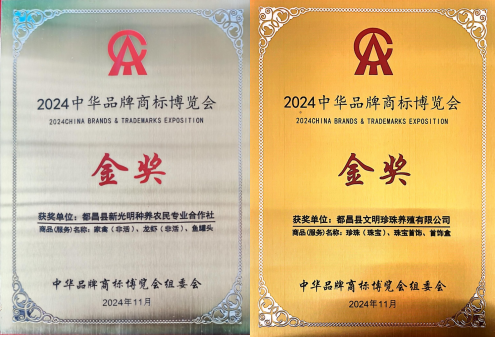 2024中华品牌商标博览会
2024CHINA BRANDS & TRADEMARKS EXPOSITION
金奖
获奖单位：都昌县新光明种养农民专业合作社
商品(服务)名称：家禽（非活）、龙虾（非活）、鱼罐头
中华品牌商标博览会组委会
2024年11月
2024中华品牌商标博览会
2024CHINA BRANDS & TRADEMARKS EXPOSITION
金奖
获奖单位：都昌县文明珍珠养殖有限公司
商品(服务)名称：珍珠（珠宝）、珠宝首饰、首饰盒
中华品牌商标博览会组委会
2024年11月